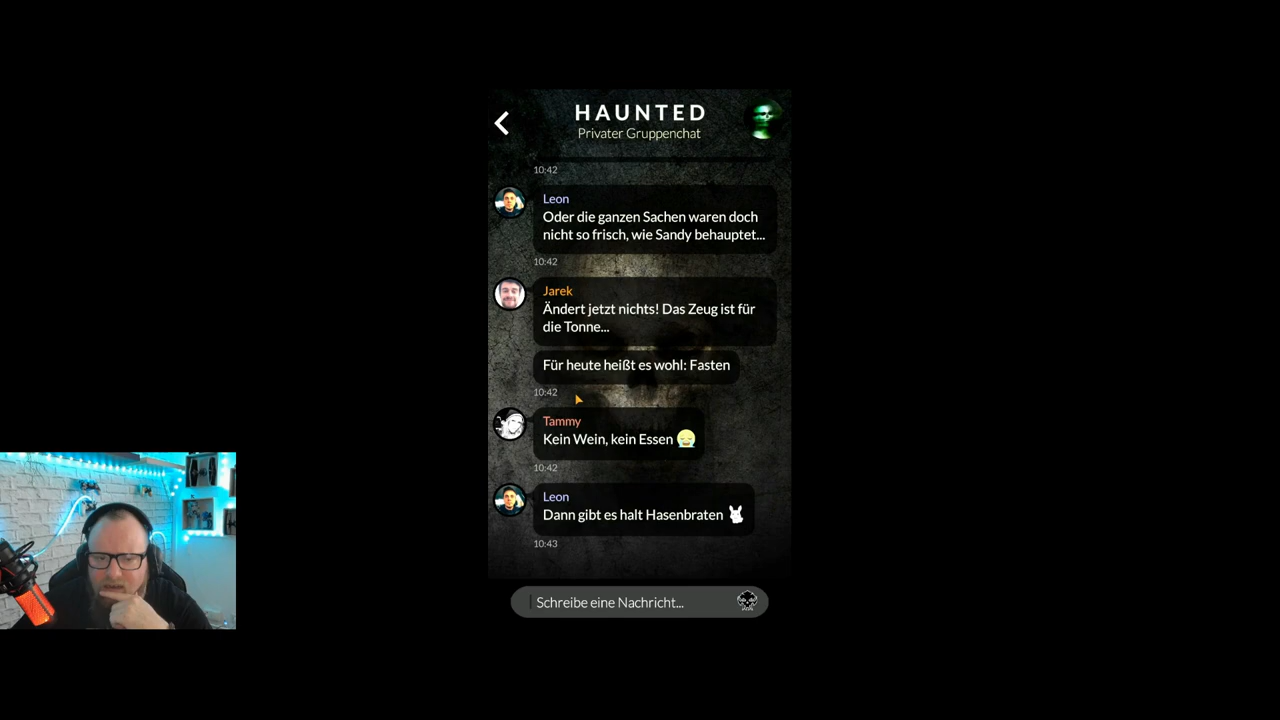 HAUNTED
Privater Gruppenchat
10:42
Leon
Oder die ganzen Sachen waren doch
nicht so frisch, wie Sandy behauptet...
10:42
Jarek
Ändert jetzt nichts! Das Zeug ist für
die Tonne...
Für heute heißt es wohl: Fasten
10:42
Tammy
Kein Wein, kein Essen
10:42
Leon
Dann gibt es halt Hasenbraten
10:43
Schreibe eine Nachricht...